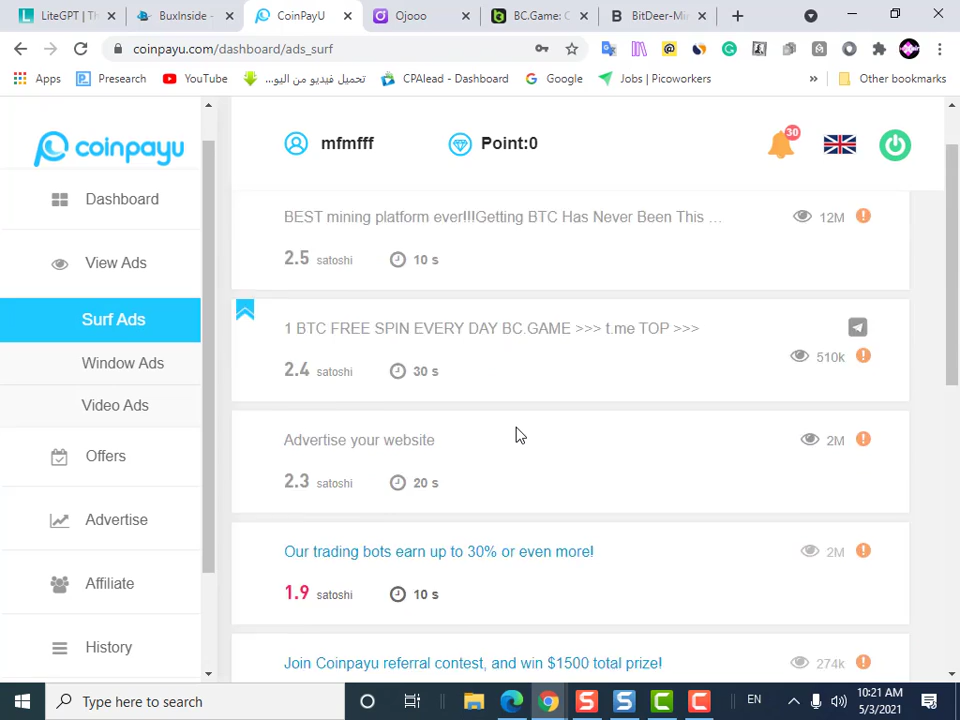 LiteGPT | Th
BuxInside -
CoinPayU
Ojooo
BC.Game: C
BitDeer-Min
coinpayu.com/dashboard/ads_surf
Apps
Presearch
YouTube
تحميل فيديو من اليو...
CPAlead - Dashboard
Google
Jobs | Picoworkers
»
Other bookmarks
coinpayu
mfmfff
Point:0
30
Dashboard
View Ads
Surf Ads
Window Ads
Video Ads
Offers
Advertise
Affiliate
History
BEST mining platform ever!!!Getting BTC Has Never Been This ...
12M
2.5 satoshi 10 s
1 BTC FREE SPIN EVERY DAY BC.GAME >>> t.me TOP >>>
510k
2.4 satoshi 30 s
Advertise your website
2M
2.3 satoshi 20 s
Our trading bots earn up to 30% or even more!
2M
1.9 satoshi 10 s
Join Coinpayu referral contest, and win $1500 total prize!
274k
Type here to search
EN
10:21 AM
5/3/2021